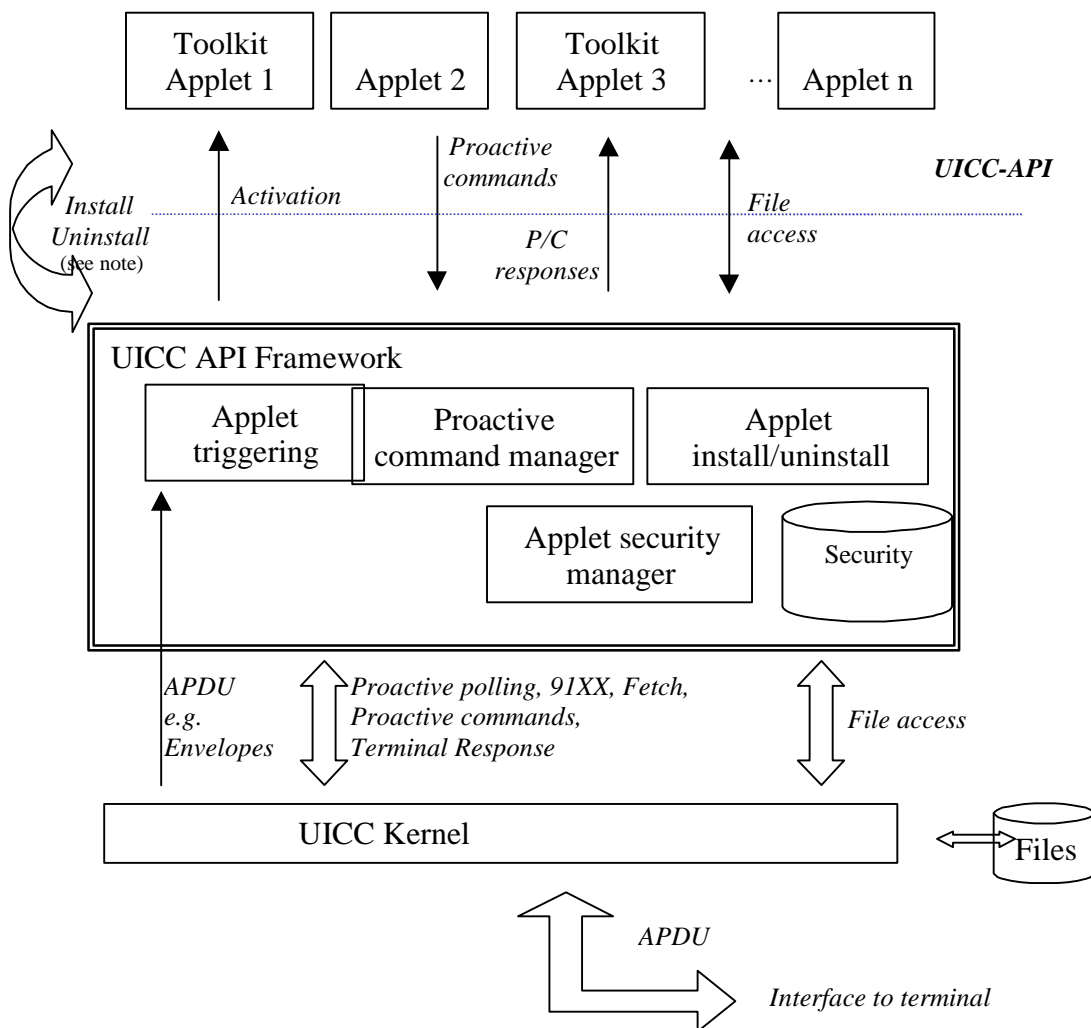 Toolkit
Applet 1
Applet 2
Toolkit
Applet 3
…
Applet n
Proactive
commands
UICC-API
Install
Uninstall
(see note)
Activation
P/C
responses
File
access
UICC API Framework
Applet
triggering
Proactive
command manager
Applet
install/uninstall
Applet security
manager
Security
APDU
e.g.
Envelopes
Proactive polling, 91XX, Fetch,
Proactive commands,
Terminal Response
File access
UICC Kernel
Files
APDU
Interface to terminal